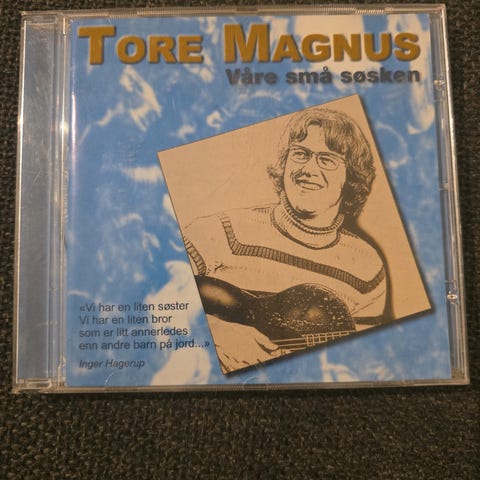 TORE MAGNUS
Våre små søsken
«Vi har en liten søster
Vi har en liten bror
som er litt annerledes
enn andre barn på jord...»
Inger Hagerup